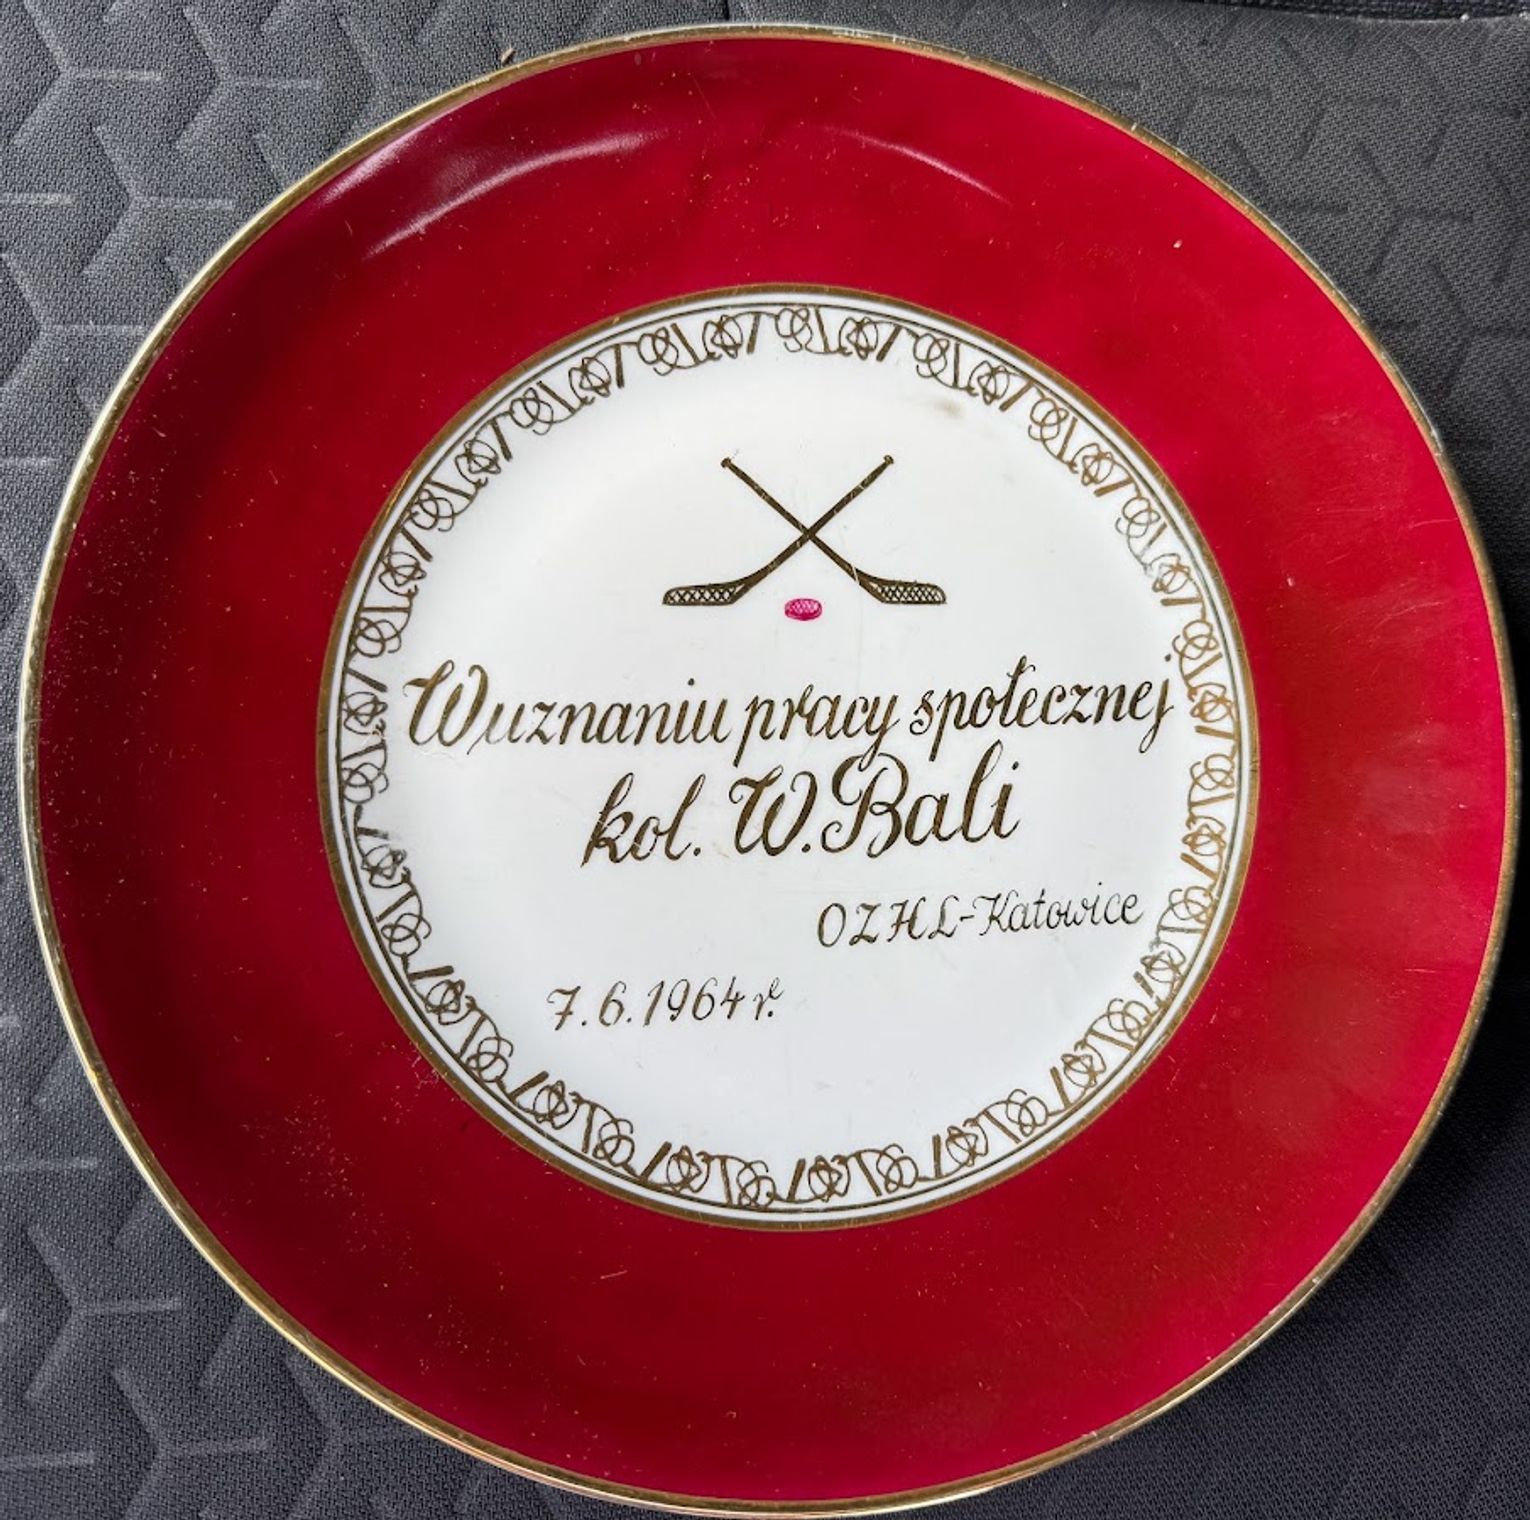 W uznaniu pracy społecznej
kol. W. Bali
OZHL-Katowice
7.6.1964 r.